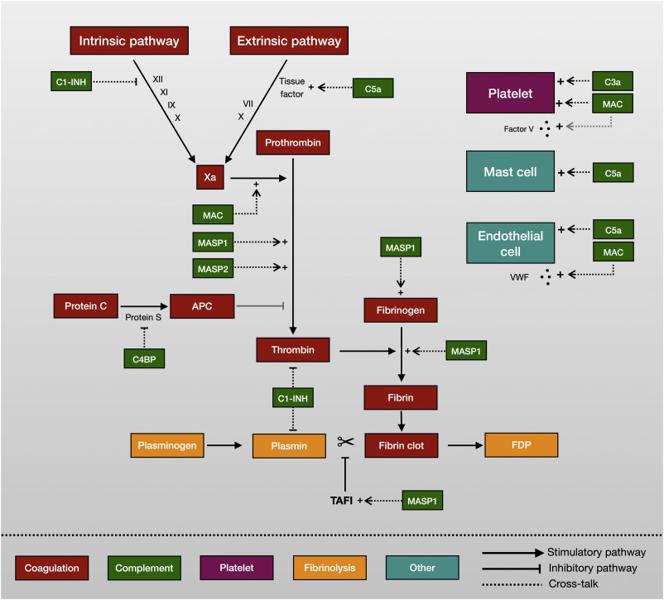 Intrinsic pathway
Extrinsic pathway
C1-INH
XII
XI
IX
X
VII
X
Tissue
factor
+
C5a
Platelet
+
C3a
+
MAC
Factor V
+
Prothrombin
Xa
+
MAC
MASP1
+
MASP2
+
Mast cell
+
C5a
Endothelial
cell
+
C5a
MAC
VWF
+
MASP1
+
Fibrinogen
Protein C
Protein S
APC
C4BP
Thrombin
+
MASP1
C1-INH
Fibrin
Plasminogen
Plasmin
Fibrin clot
FDP
TAFI
+
MASP1
Coagulation
Complement
Platelet
Fibrinolysis
Other
Stimulatory pathway
Inhibitory pathway
Cross-talk